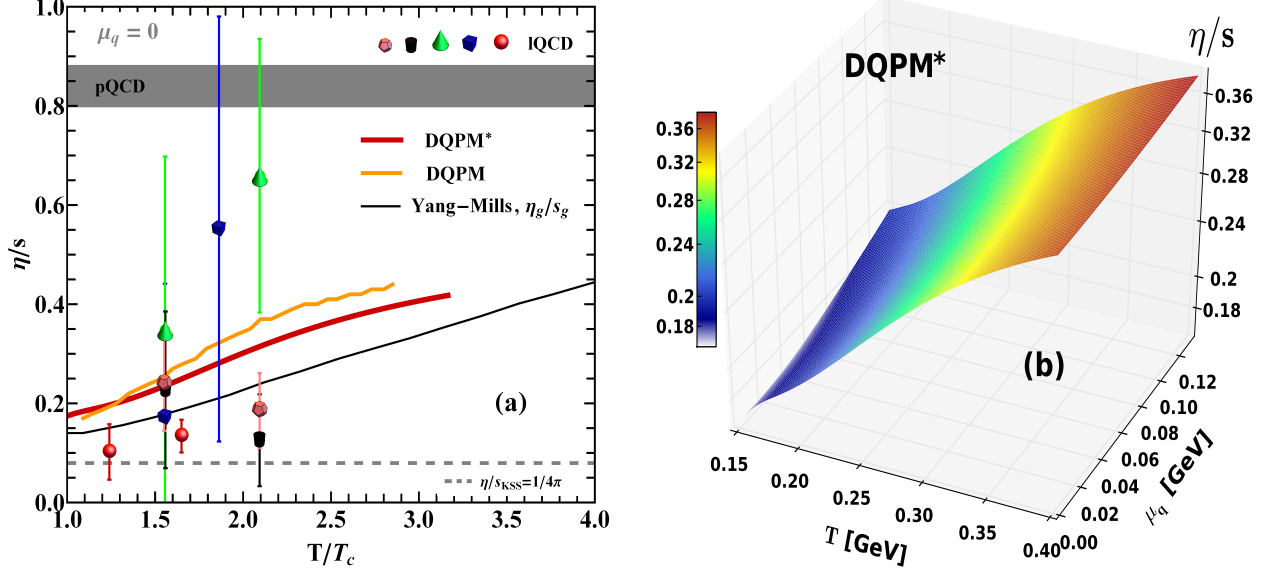 μq = 0
lQCD
pQCD
DQPM*
DQPM
Yang−Mills, ηg/sg
(a)
η/sKSS=1/4π
η/s
1.0
0.8
0.6
0.4
0.2
0.0
1.0 1.5 2.0 2.5 3.0 3.5 4.0
T/Tc
DQPM*
η/s
0.36
0.32
0.28
0.24
0.2
0.18
0.36
0.32
0.28
0.24
0.2
0.18
(b)
0.15 0.20 0.25 0.30 0.35 0.40
T [GeV]
0.00 0.02 0.04 0.06 0.08 0.10 0.12
μq [GeV]